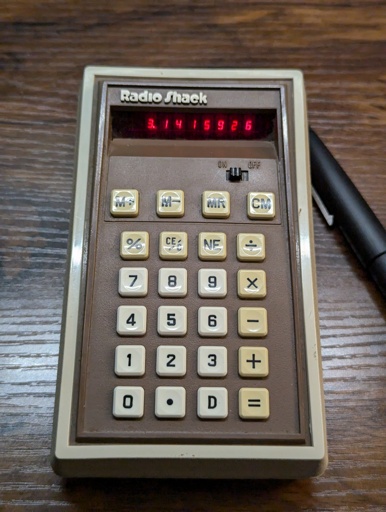 Radio Shack
3.1415926
ON OFF
M+ M− MR CM
% CE/C NE ÷
7 8 9 ×
4 5 6 −
1 2 3 +
0 • D =